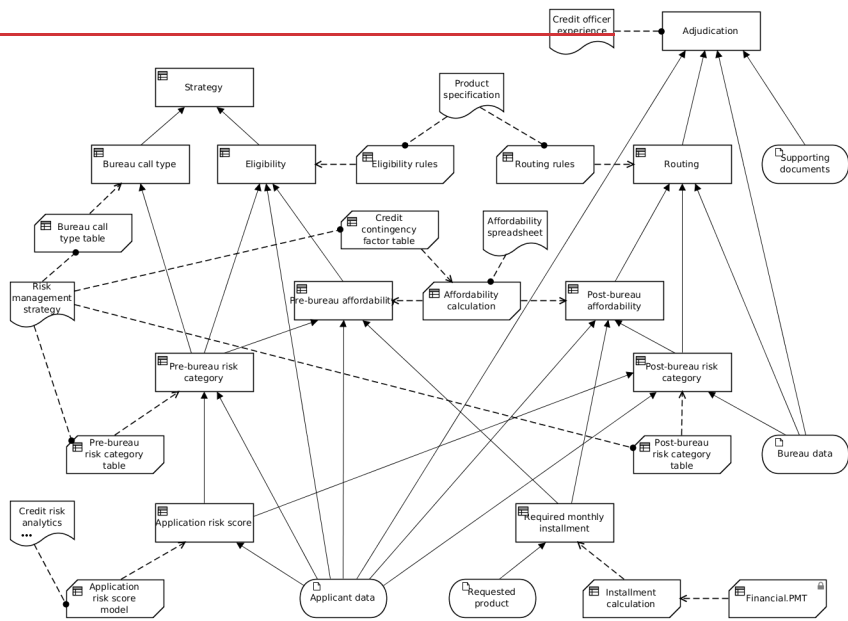 Credit officer
experience
Adjudication
Strategy
Product
specification
Bureau call type
Eligibility
Eligibility rules
Routing rules
Routing
Supporting
documents
Bureau call
type table
Credit
contingency
factor table
Affordability
spreadsheet
Risk
management
strategy
Pre-bureau affordability
Affordability
calculation
Post-bureau
affordability
Pre-bureau risk
category
Post-bureau risk
category
Pre-bureau
risk category
table
Post-bureau
risk category
table
Bureau data
Credit risk
analytics
...
Application risk score
Required monthly
installment
Application
risk score
model
Applicant data
Requested
product
Installment
calculation
Financial.PMT